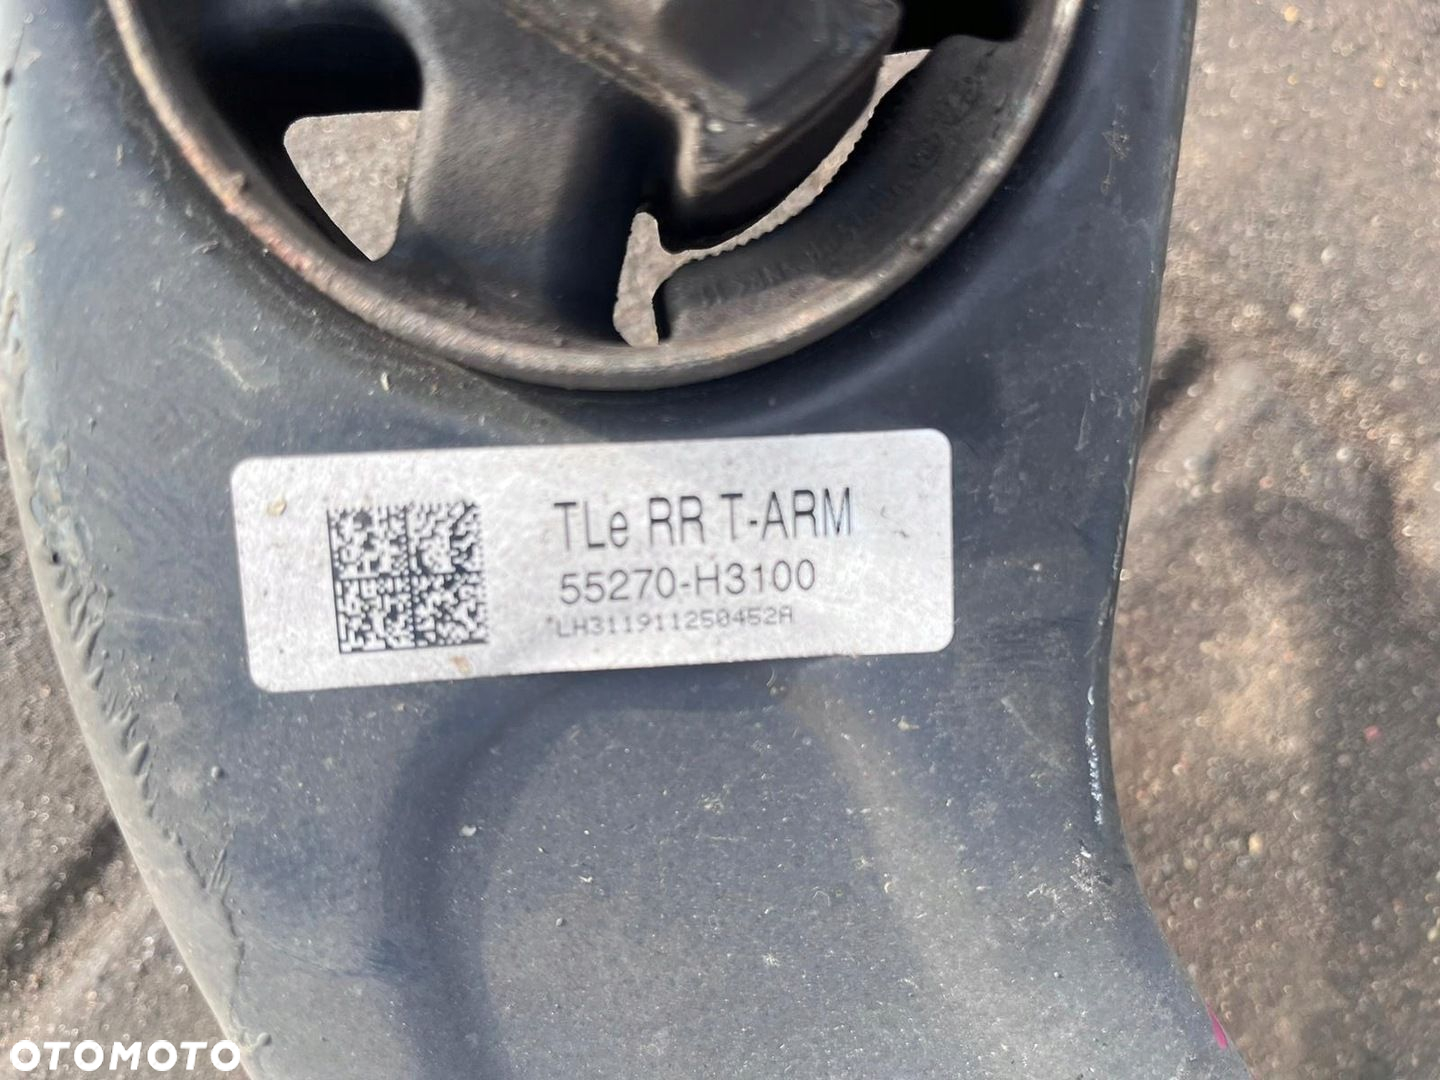 TLe RR T-ARM
55270-H3100
*LH311911250452A
OTOMOTO